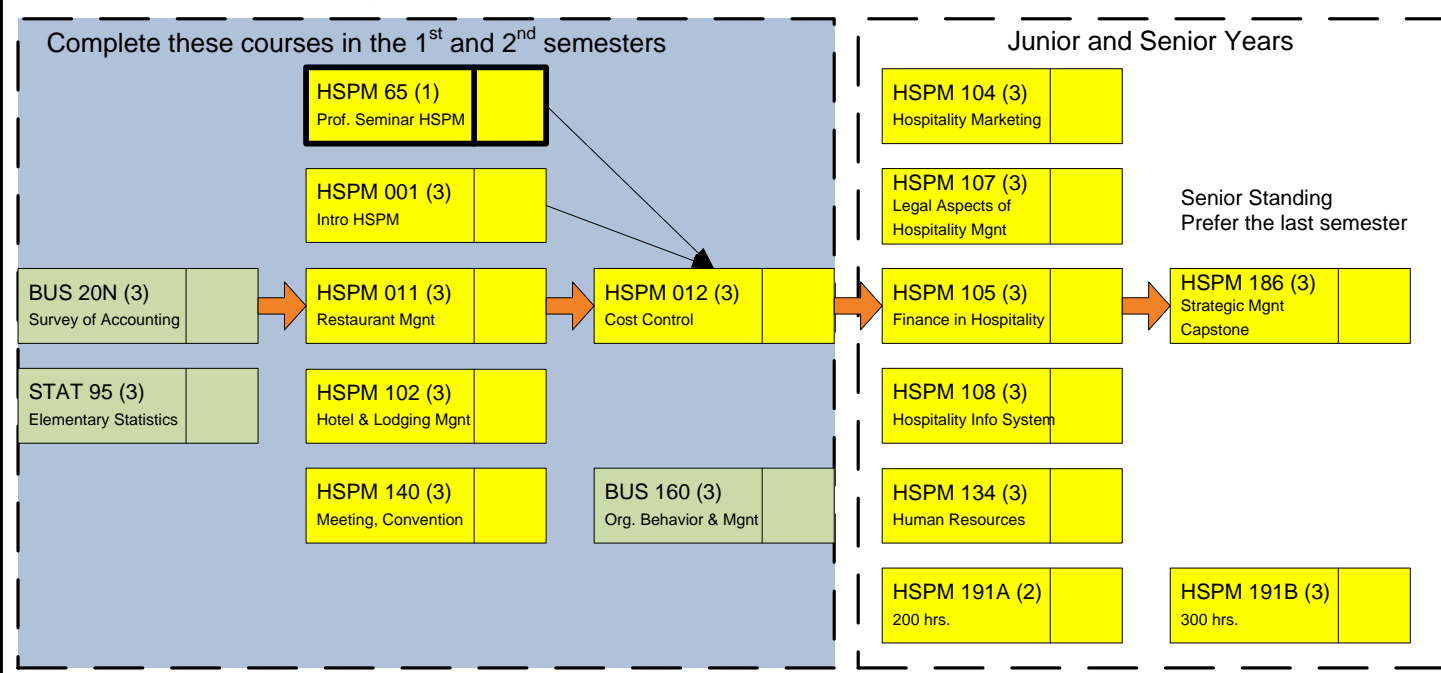 Complete these courses in the 1st and 2nd semesters
HSPM 65 (1)
Prof. Seminar HSPM
HSPM 001 (3)
Intro HSPM
BUS 20N (3)
Survey of Accounting
HSPM 011 (3)
Restaurant Mgnt
HSPM 012 (3)
Cost Control
STAT 95 (3)
Elementary Statistics
HSPM 102 (3)
Hotel & Lodging Mgnt
HSPM 140 (3)
Meeting, Convention
BUS 160 (3)
Org. Behavior & Mgnt
Junior and Senior Years
HSPM 104 (3)
Hospitality Marketing
HSPM 107 (3)
Legal Aspects of
Hospitality Mgnt
Senior Standing
Prefer the last semester
HSPM 105 (3)
Finance in Hospitality
HSPM 186 (3)
Strategic Mgnt
Capstone
HSPM 108 (3)
Hospitality Info System
HSPM 134 (3)
Human Resources
HSPM 191A (2)
200 hrs.
HSPM 191B (3)
300 hrs.